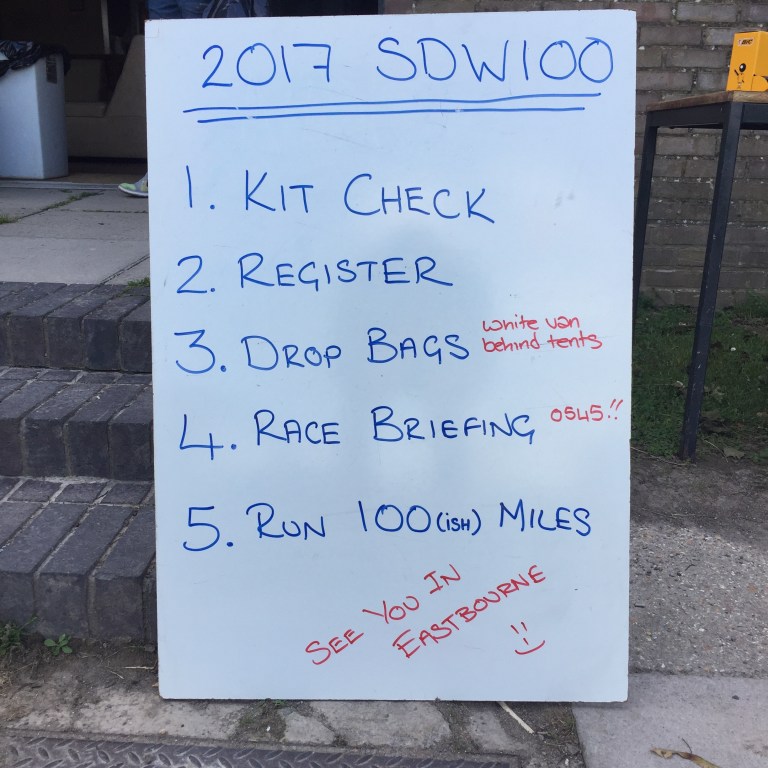 2017 SDW100
1. KIT CHECK
2. REGISTER
3. DROP BAGS white van behind tents
4. RACE BRIEFING 0545!!
5. RUN 100(ISH) MILES
SEE YOU IN
EASTBOURNE